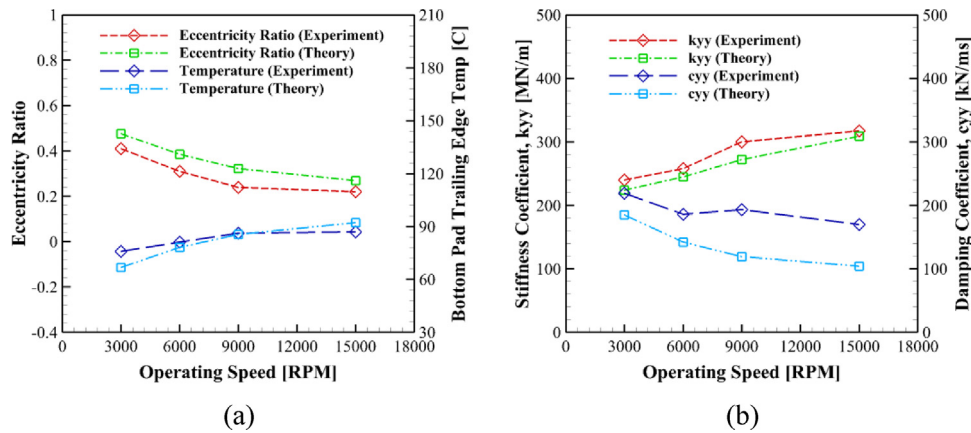 Eccentricity Ratio (Experiment)
Eccentricity Ratio (Theory)
Temperature (Experiment)
Temperature (Theory)
Eccentricity Ratio
1
0.8
0.6
0.4
0.2
0
-0.2
-0.4
0 3000 6000 9000 12000 15000 18000
Operating Speed [RPM]
210
180
150
120
90
60
30
Bottom Pad Trailing Edge Temp [C]
(a)
kyy (Experiment)
kyy (Theory)
cyy (Experiment)
cyy (Theory)
Stiffness Coefficient, kyy [MN/m]
500
400
300
200
100
0
0 3000 6000 9000 12000 15000 18000
Operating Speed [RPM]
500
400
300
200
100
0
Damping Coefficient, cyy [kN/ms]
(b)